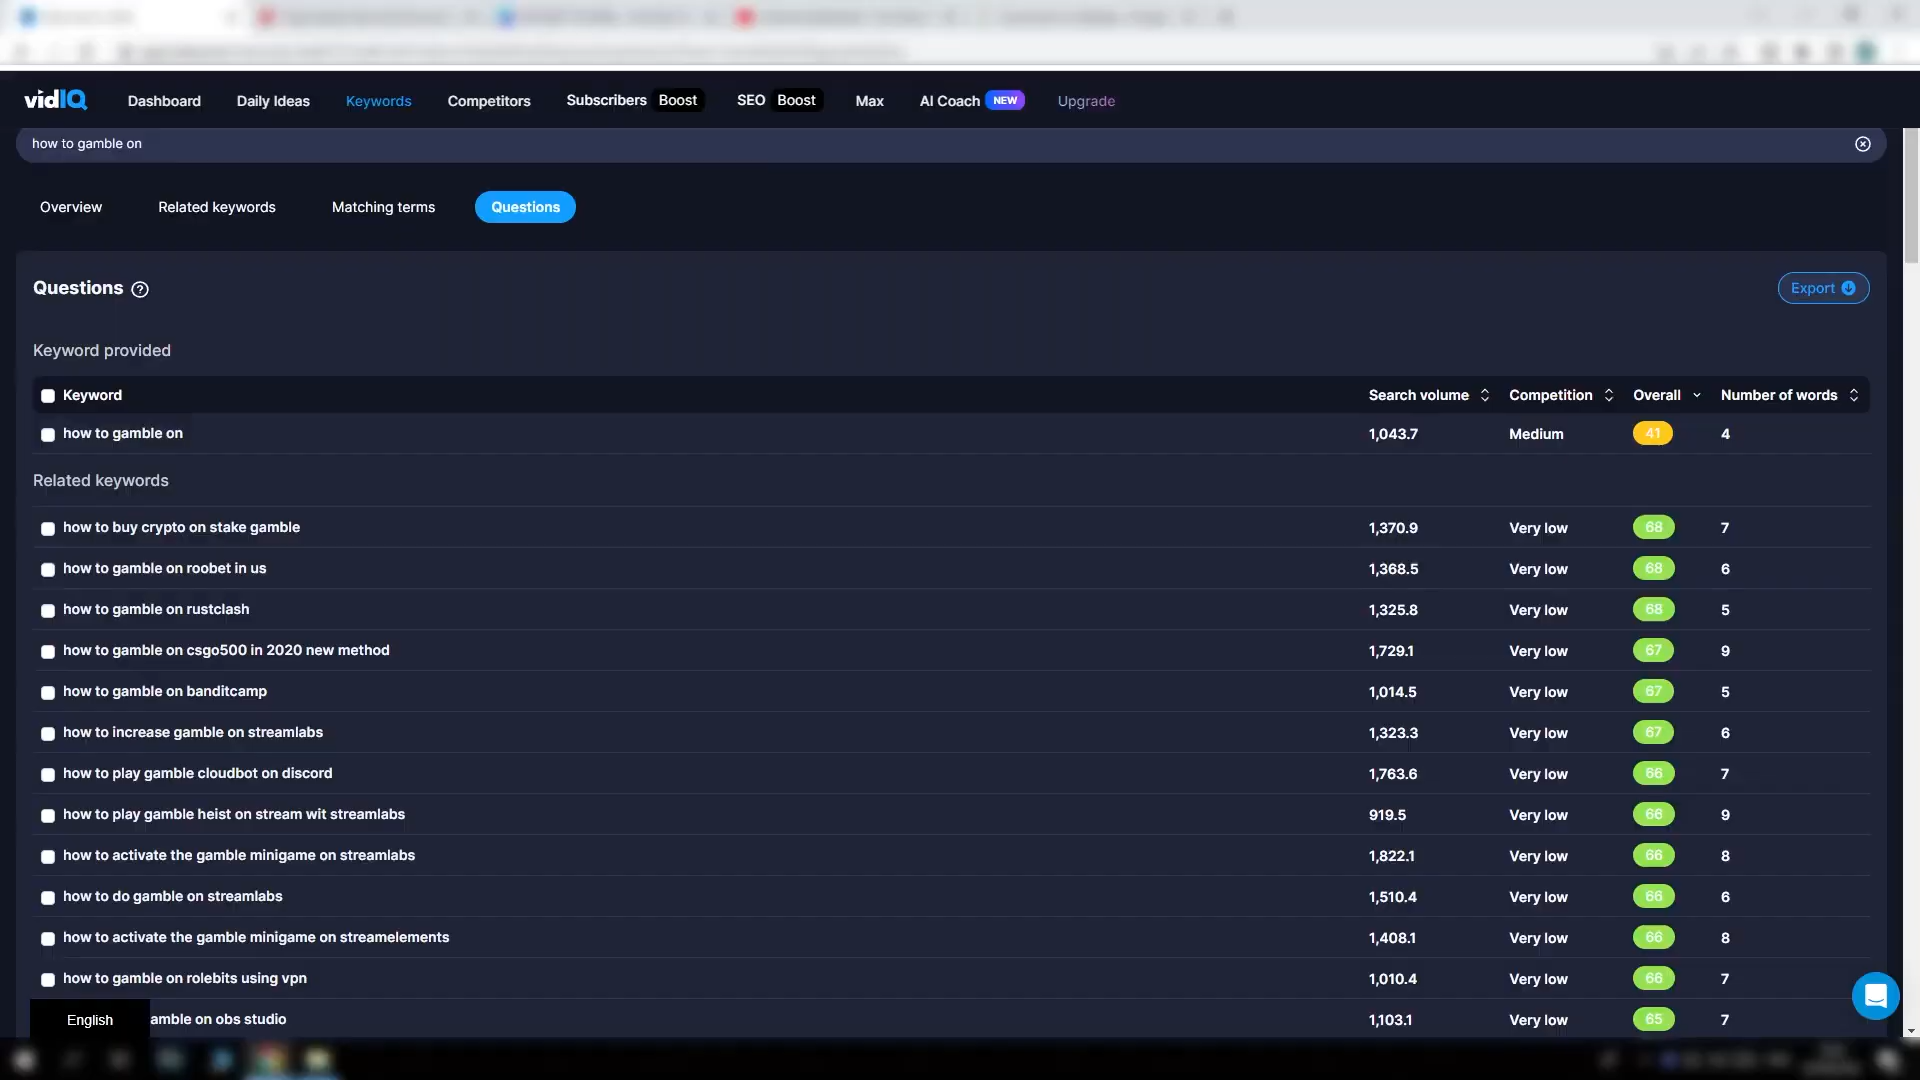 vidIQ Dashboard Daily Ideas Keywords Competitors Subscribers Boost SEO Boost Max AI Coach NEW Upgrade
how to gamble on
Overview Related keywords Matching terms Questions
Questions ? Export
Keyword provided
Keyword Search volume Competition Overall Number of words
how to gamble on 1,043.7 Medium 41 4
Related keywords
how to buy crypto on stake gamble 1,370.9 Very low 68 7
how to gamble on roobet in us 1,368.5 Very low 68 6
how to gamble on rustclash 1,325.8 Very low 68 5
how to gamble on csgo500 in 2020 new method 1,729.1 Very low 67 9
how to gamble on banditcamp 1,014.5 Very low 67 5
how to increase gamble on streamlabs 1,323.3 Very low 67 6
how to play gamble cloudbot on discord 1,763.6 Very low 66 7
how to play gamble heist on stream wit streamlabs 919.5 Very low 66 9
how to activate the gamble minigame on streamlabs 1,822.1 Very low 66 8
how to do gamble on streamlabs 1,510.4 Very low 66 6
how to activate the gamble minigame on streamelements 1,408.1 Very low 66 8
how to gamble on rolebits using vpn 1,010.4 Very low 66 7
English amble on obs studio 1,103.1 Very low 65 7